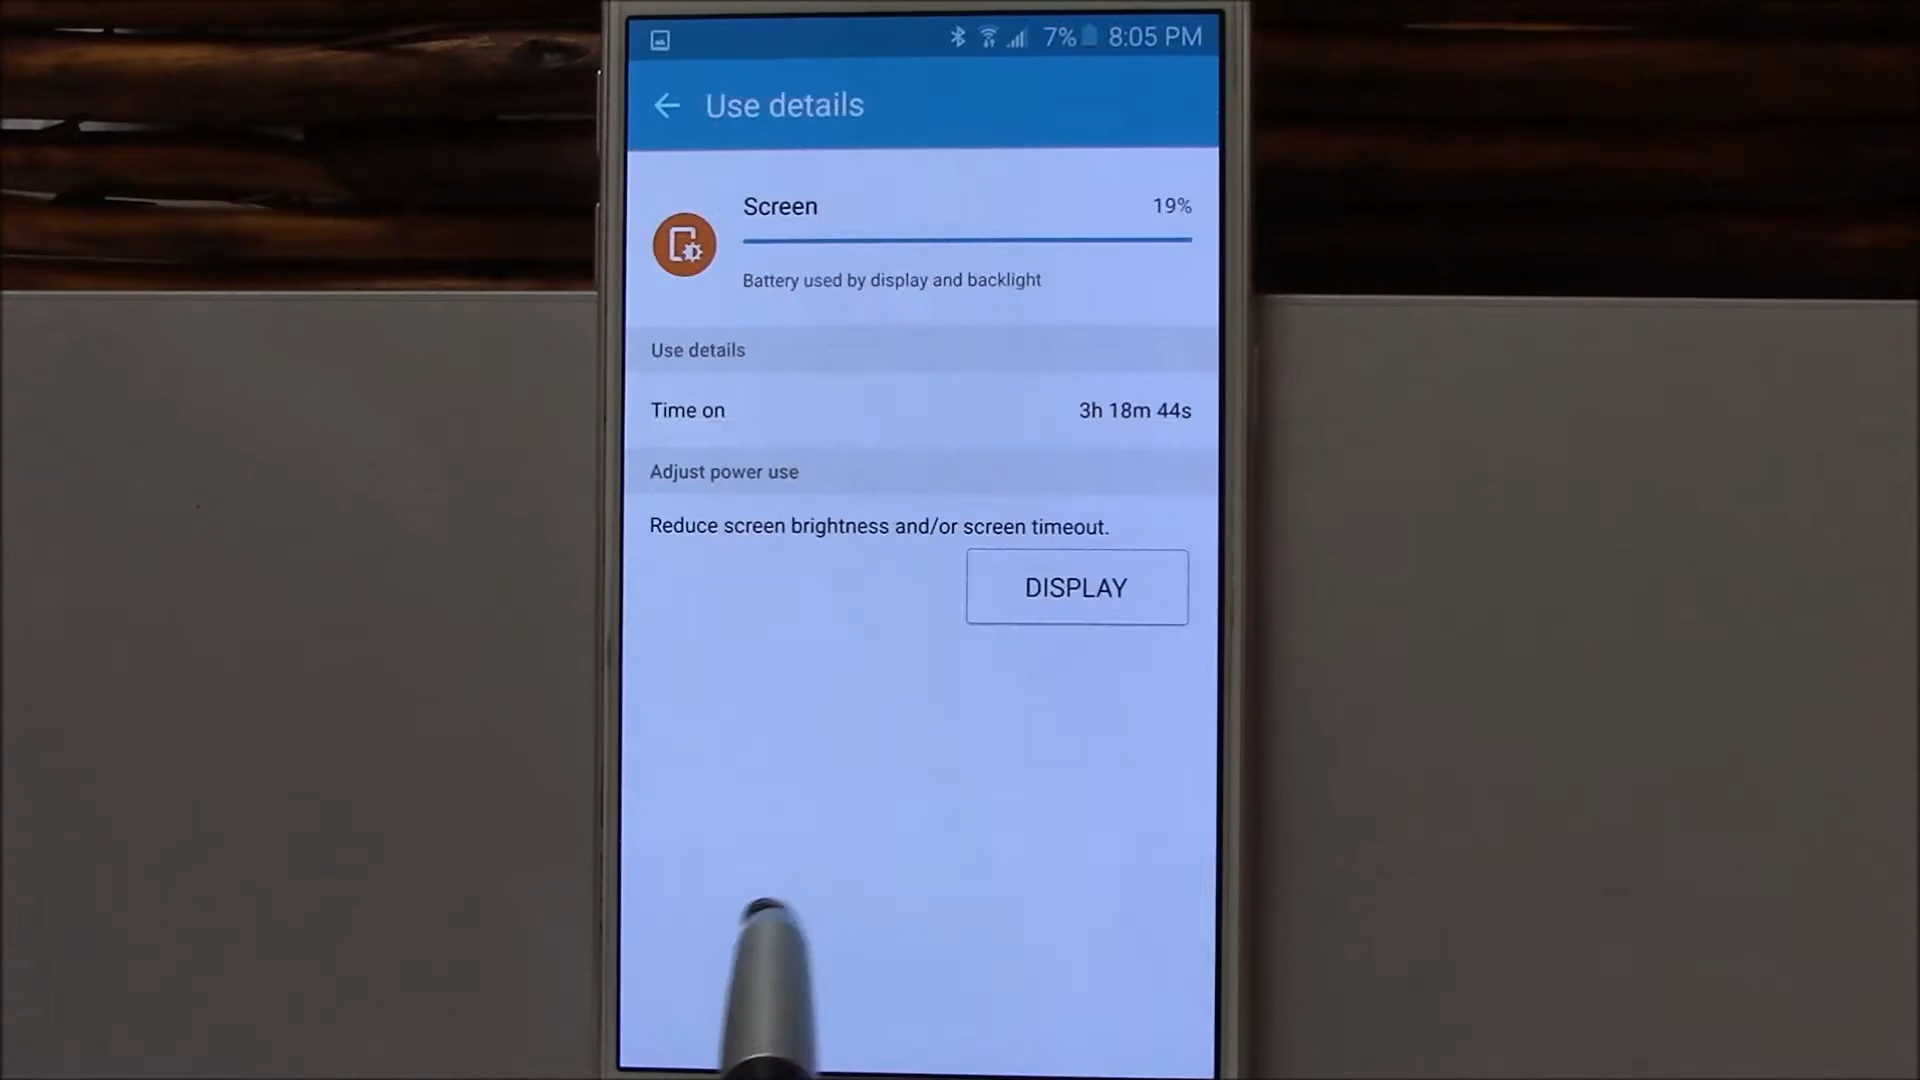 7% 8:05 PM
Use details
Screen 19%
Battery used by display and backlight
Use details
Time on 3h 18m 44s
Adjust power use
Reduce screen brightness and/or screen timeout.
DISPLAY